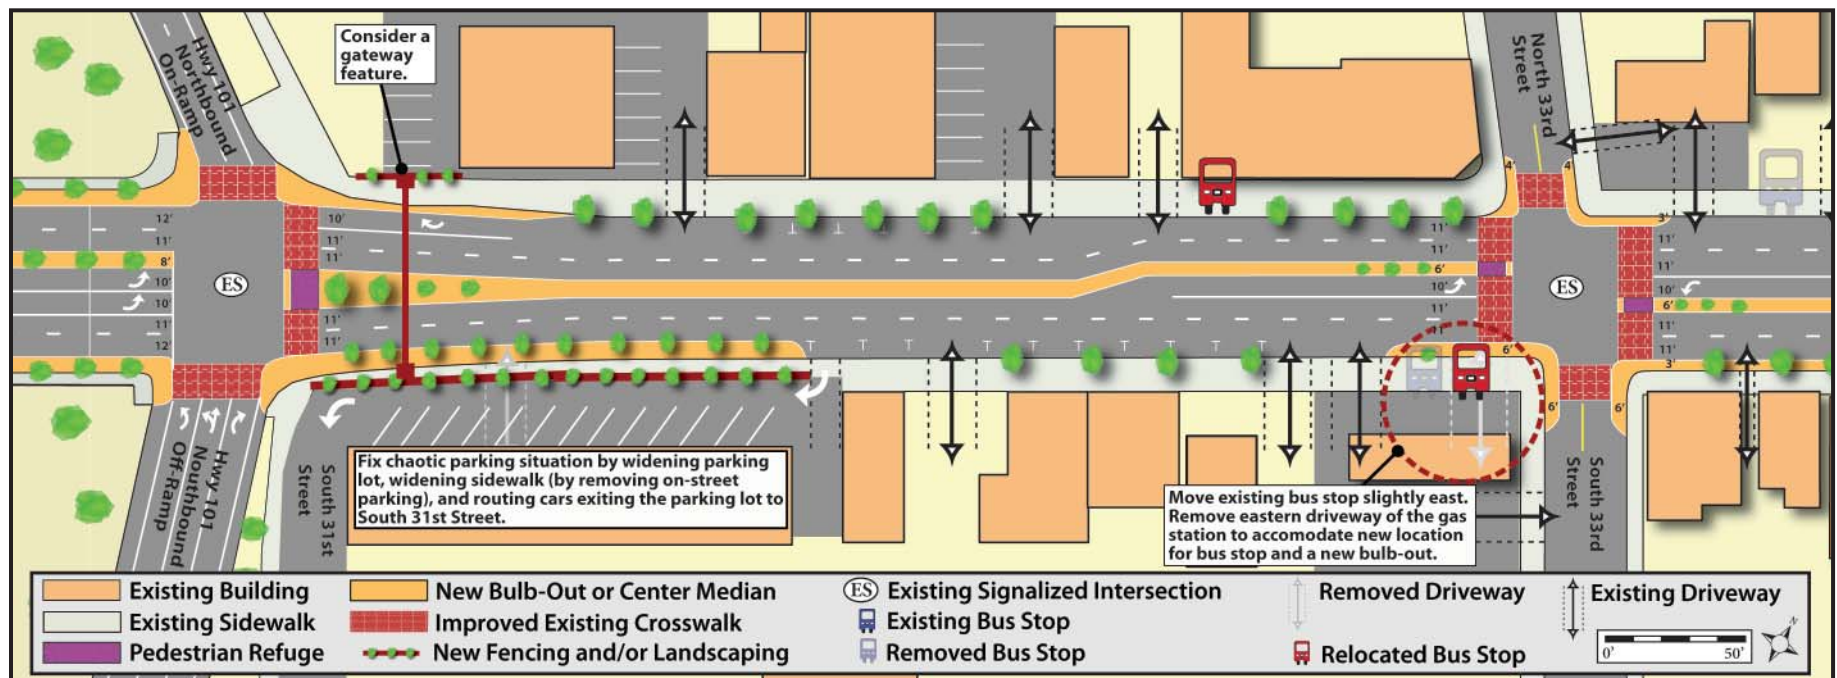 Consider a
gateway
feature.
Hwy 101
Northbound
On-Ramp
North 33rd
Street
4'
4'
12'
11'
8'
10'
10'
11'
12'
10'
11'
11'
11'
11'
ES
11'
11'
6'
10'
11'
11'
6'
ES
3'
11'
11'
10'
6'
11'
11'
3'
6'
6'
Hwy 101
Nouthbound
Off-Ramp
South 31st
Street
Fix chaotic parking situation by widening parking
lot, widening sidewalk (by removing on-street
parking), and routing cars exiting the parking lot to
South 31st Street.
Move existing bus stop slightly east.
Remove eastern driveway of the gas
station to accomodate new location
for bus stop and a new bulb-out.
South 33rd
Street
Existing Building
Existing Sidewalk
Pedestrian Refuge
New Bulb-Out or Center Median
Improved Existing Crosswalk
New Fencing and/or Landscaping
ES Existing Signalized Intersection
Existing Bus Stop
Removed Bus Stop
Removed Driveway
Relocated Bus Stop
Existing Driveway
0' 50'
N